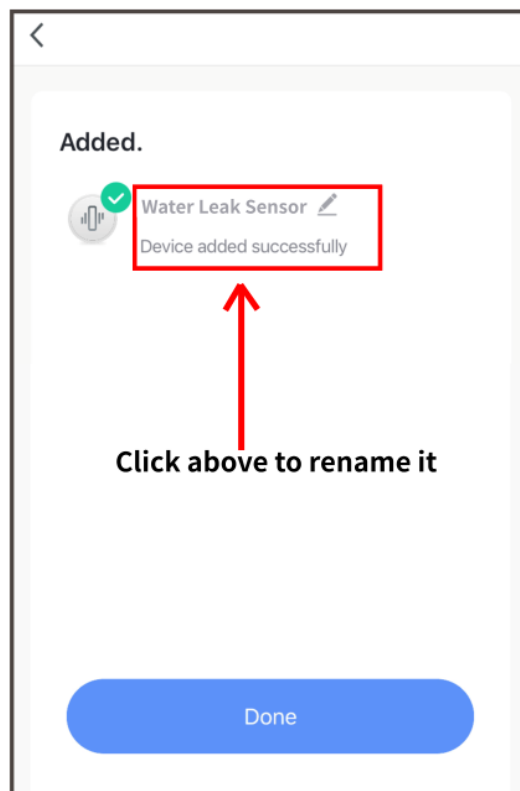 Added.
Water Leak Sensor
Device added successfully
Click above to rename it
Done